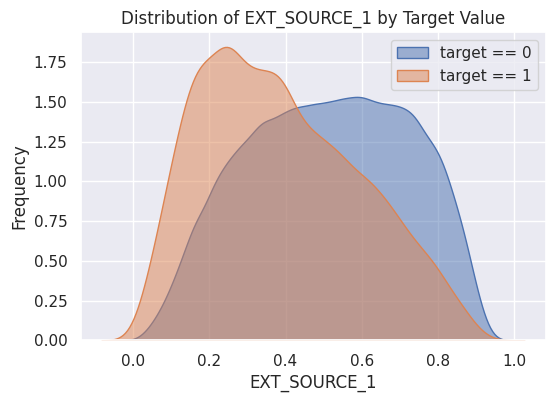 Distribution of EXT_SOURCE_1 by Target Value
target == 0
target == 1
Frequency
1.75
1.50
1.25
1.00
0.75
0.50
0.25
0.00
0.0 0.2 0.4 0.6 0.8 1.0
EXT_SOURCE_1